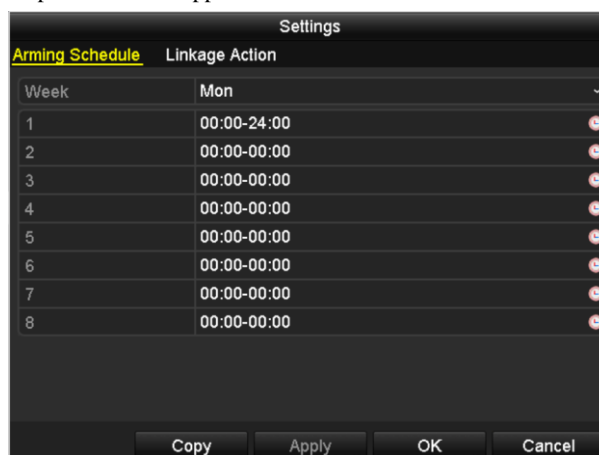 Settings
Arming Schedule Linkage Action
Week Mon
1 00:00-24:00
2 00:00-00:00
3 00:00-00:00
4 00:00-00:00
5 00:00-00:00
6 00:00-00:00
7 00:00-00:00
8 00:00-00:00
Copy Apply OK Cancel